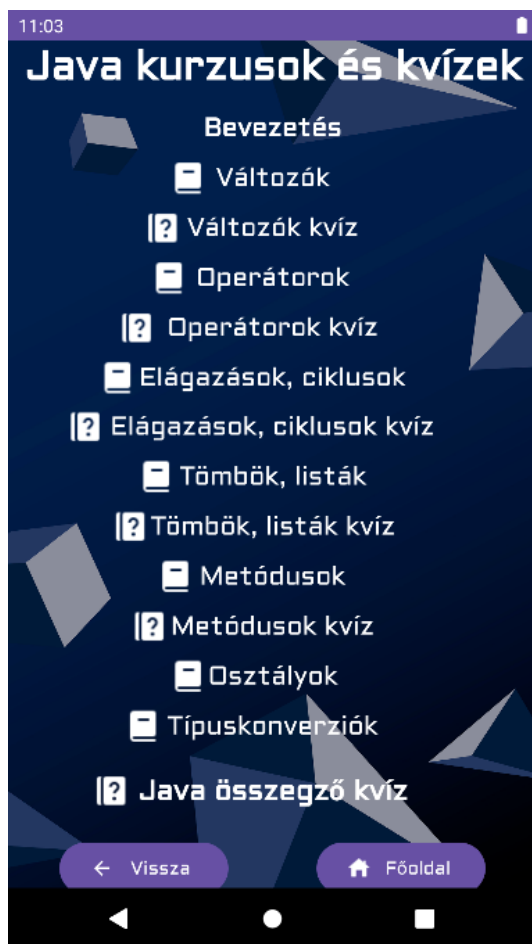 11:03
Java kurzusok és kvízek
Bevezetés
Változók
Változók kvíz
Operátorok
Operátorok kvíz
Elágazások, ciklusok
Elágazások, ciklusok kvíz
Tömbök, listák
Tömbök, listák kvíz
Metódusok
Metódusok kvíz
Osztályok
Típuskonverziók
Java összegző kvíz
Vissza
Főoldal